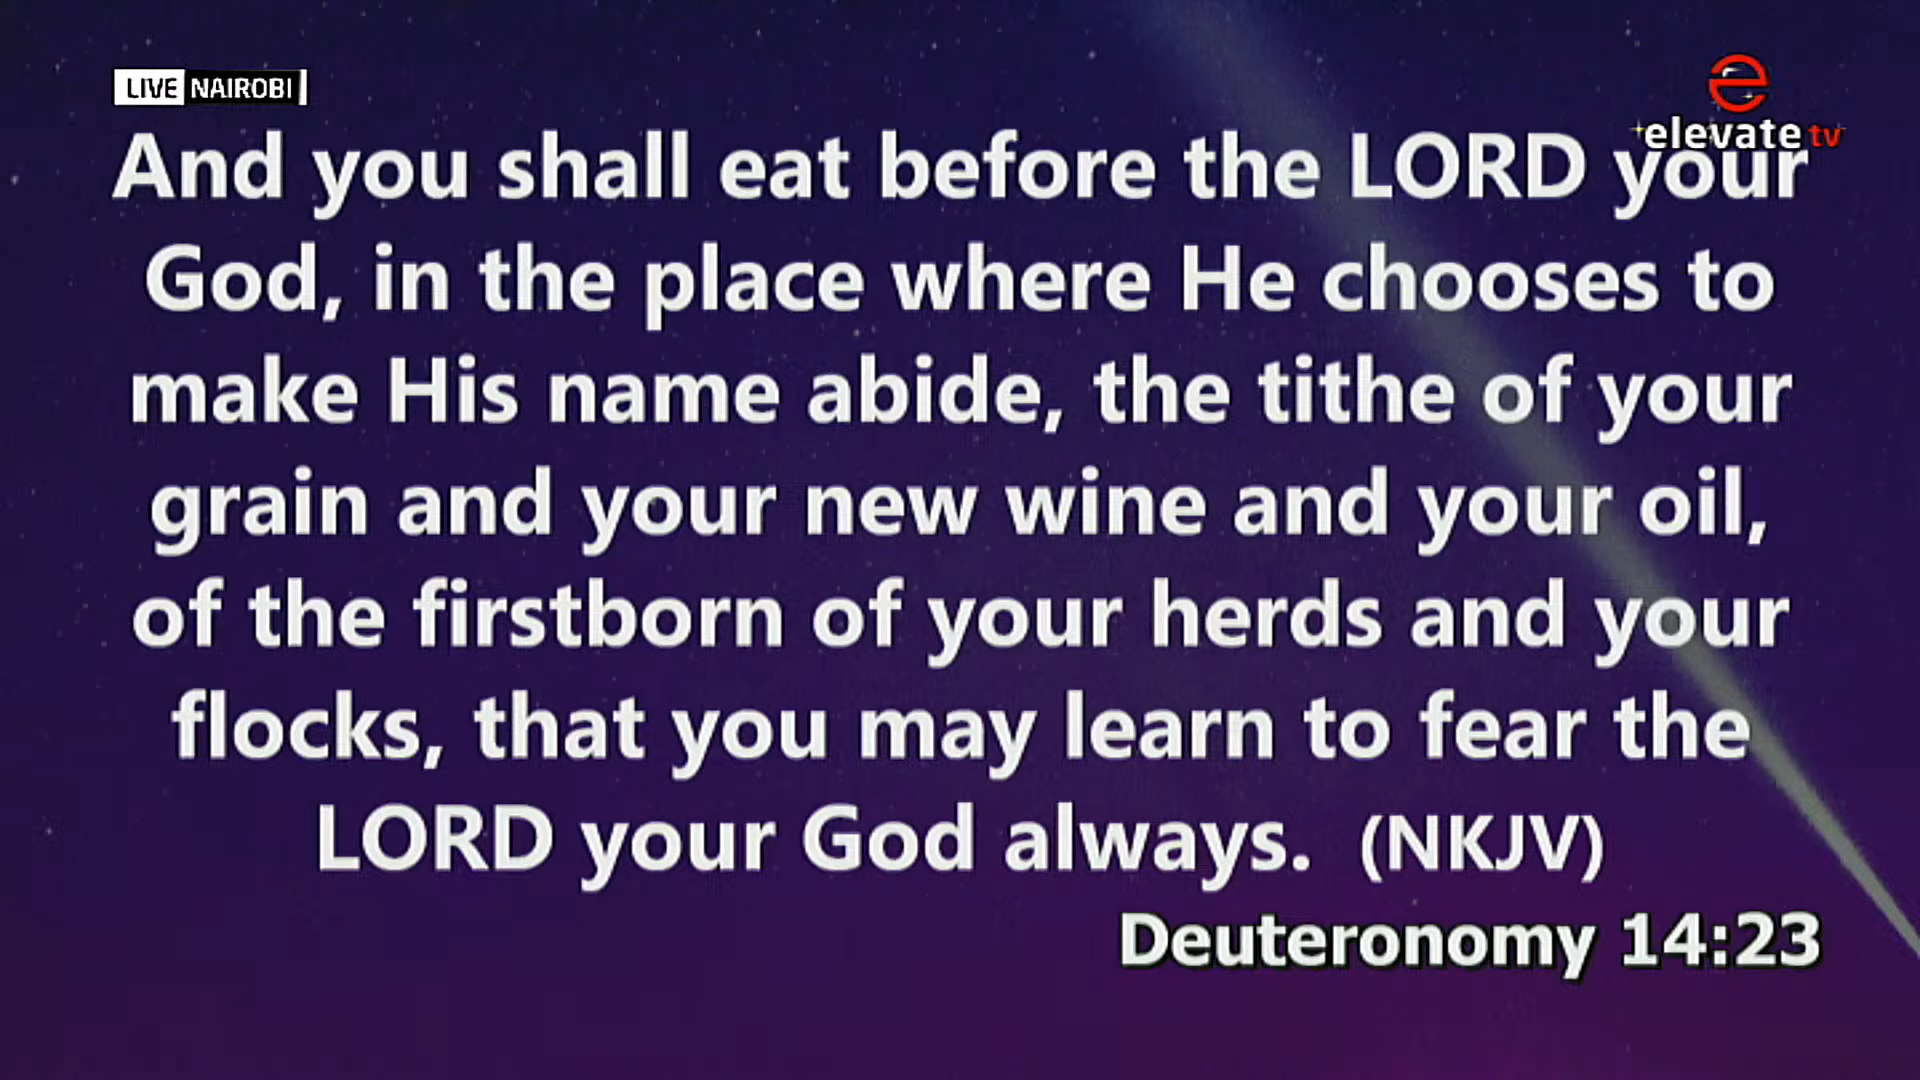 LIVE NAIROBI
elevate tv
And you shall eat before the LORD your
God, in the place where He chooses to
make His name abide, the tithe of your
grain and your new wine and your oil,
of the firstborn of your herds and your
flocks, that you may learn to fear the
LORD your God always. (NKJV)
Deuteronomy 14:23